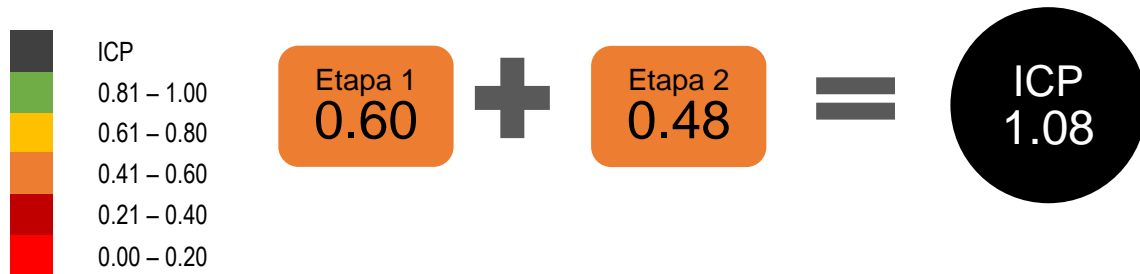 ICP
0.81 – 1.00
0.61 – 0.80
0.41 – 0.60
0.21 – 0.40
0.00 – 0.20
Etapa 1
0.60
Etapa 2
0.48
ICP
1.08